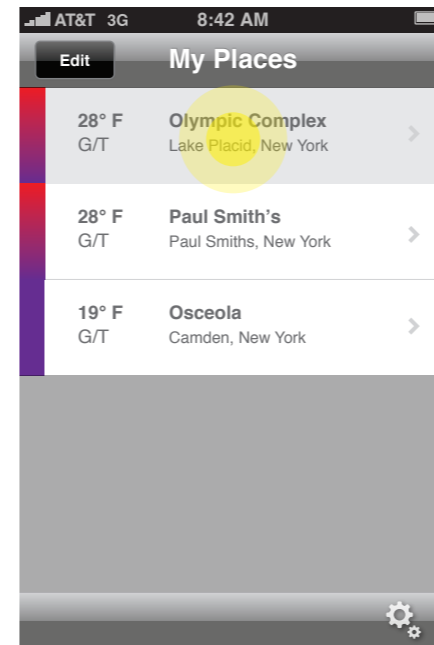 AT&T 3G 8:42 AM
Edit My Places
28° F Olympic Complex
G/T Lake Placid, New York
28° F Paul Smith's
G/T Paul Smiths, New York
19° F Osceola
G/T Camden, New York